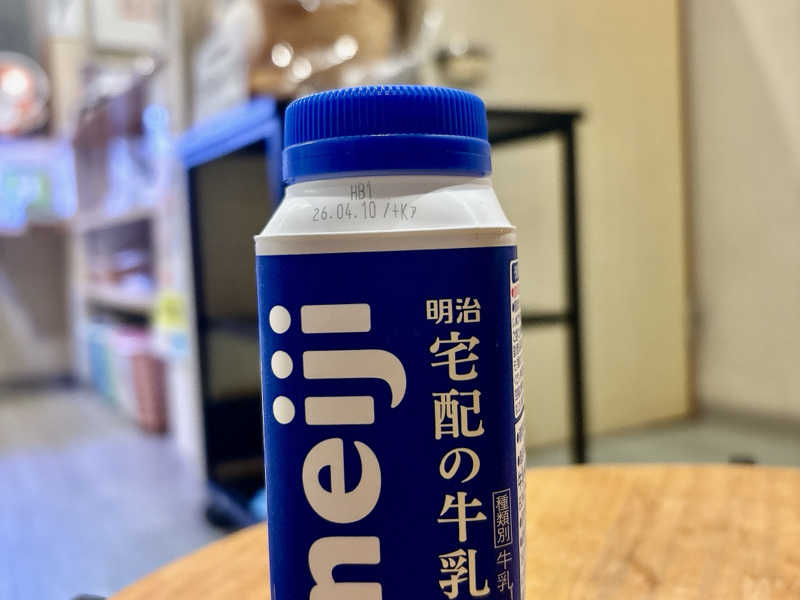 HB1
26.04.10/+K7
meiji
明治
宅配の牛乳
種類別 牛乳